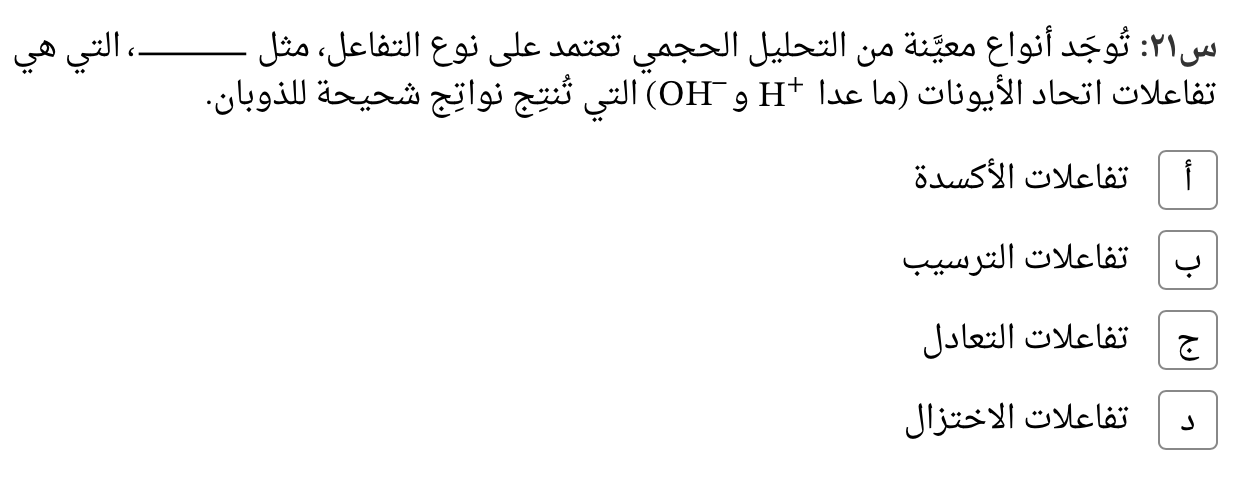 س٢١: تُوجَد أنواع معيَّنة من التحليل الحجمي تعتمد على نوع التفاعل، مثل ـــــــــ، التي هي
تفاعلات اتحاد الأيونات (ما عدا H⁺ و OH⁻) التي تُنتِج نواتِج شحيحة للذوبان.
أ تفاعلات الأكسدة
ب تفاعلات الترسيب
ج تفاعلات التعادل
د تفاعلات الاختزال